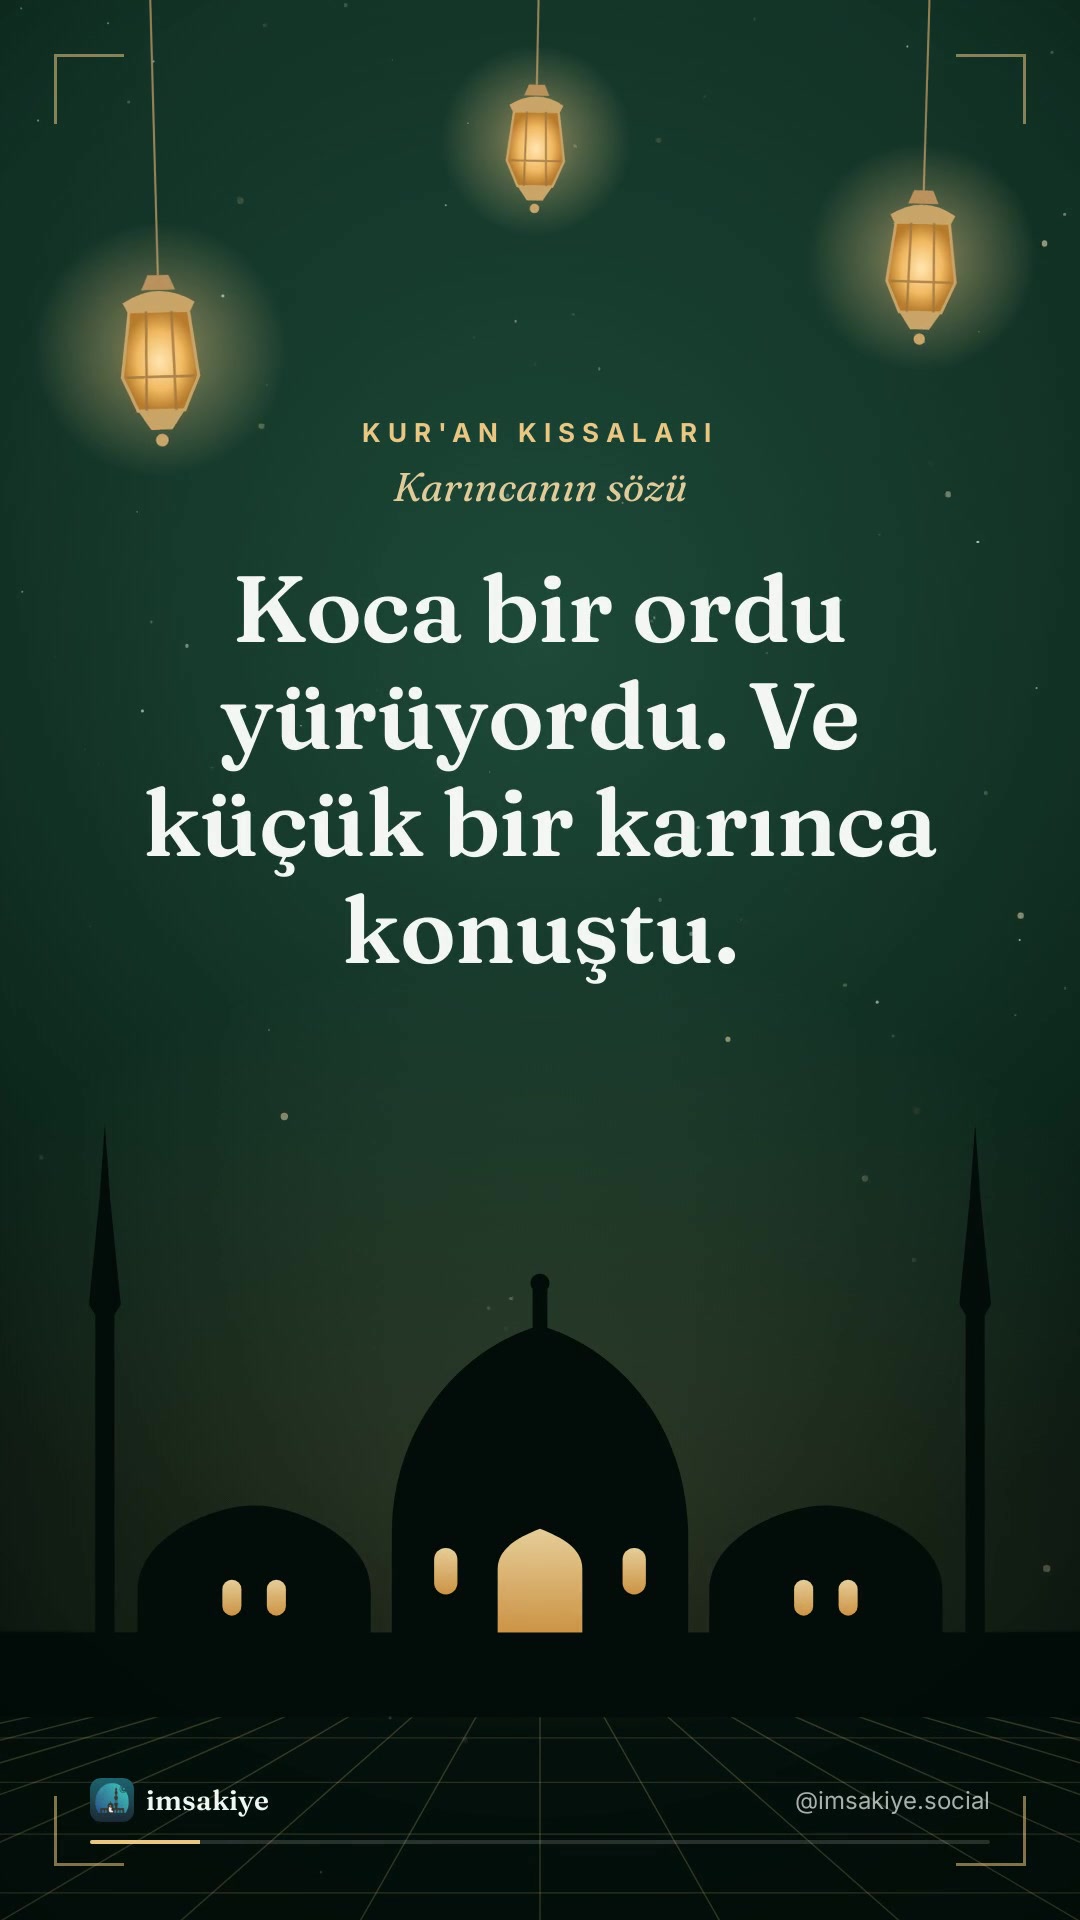 KUR'AN KISSALARI
Karıncanın sözü
Koca bir ordu
yürüyordu. Ve
küçük bir karınca
konuştu.
imsakiye
@imsakiye.social